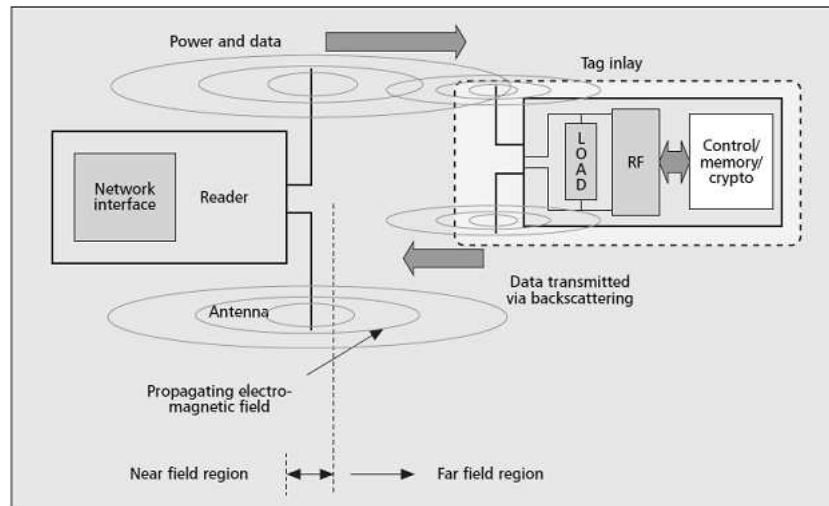 Power and data
Tag inlay
L
O
A
D
RF
Control/
memory/
crypto
Network
interface
Reader
Data transmitted
via backscattering
Antenna
Propagating electro-
magnetic field
Near field region
Far field region